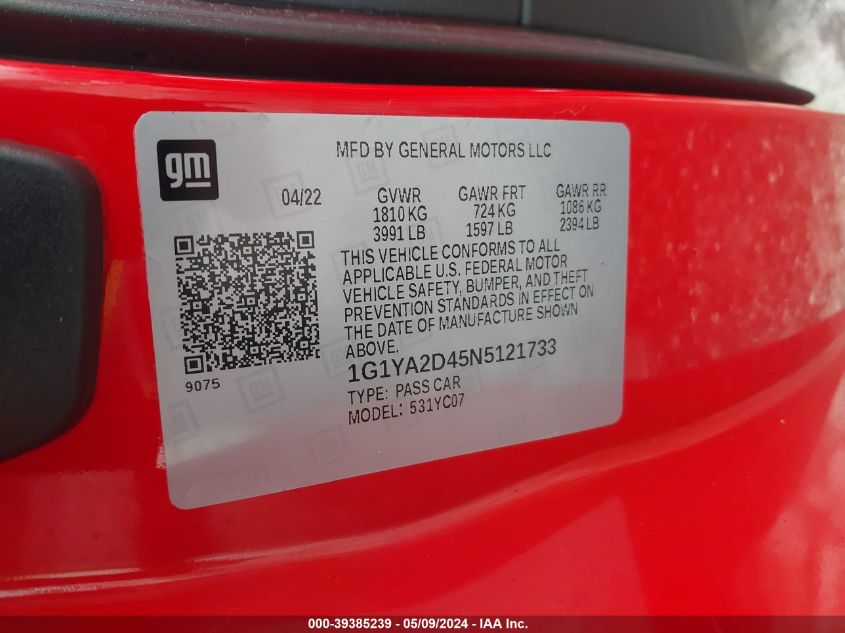 gm
MFD BY GENERAL MOTORS LLC
04/22
GVWR GAWR FRT GAWR RR
1810 KG 724 KG 1086 KG
3991 LB 1597 LB 2394 LB
THIS VEHICLE CONFORMS TO ALL
APPLICABLE U.S. FEDERAL MOTOR
VEHICLE SAFETY, BUMPER, AND THEFT
PREVENTION STANDARDS IN EFFECT ON
THE DATE OF MANUFACTURE SHOWN
ABOVE.
9075
1G1YA2D45N5121733
TYPE: PASS CAR
MODEL: 531YC07
000-39385239 - 05/09/2024 - IAA Inc.